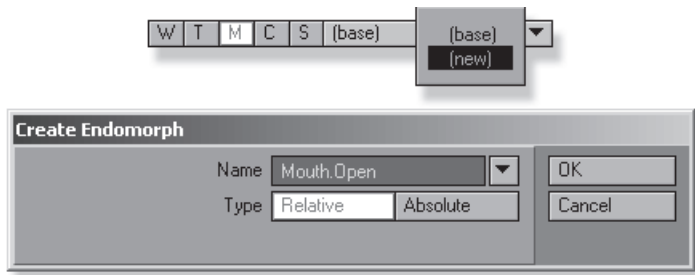 W T M C S (base)
(base)
(new)
Create Endomorph
Name Mouth.Open OK
Type Relative Absolute Cancel